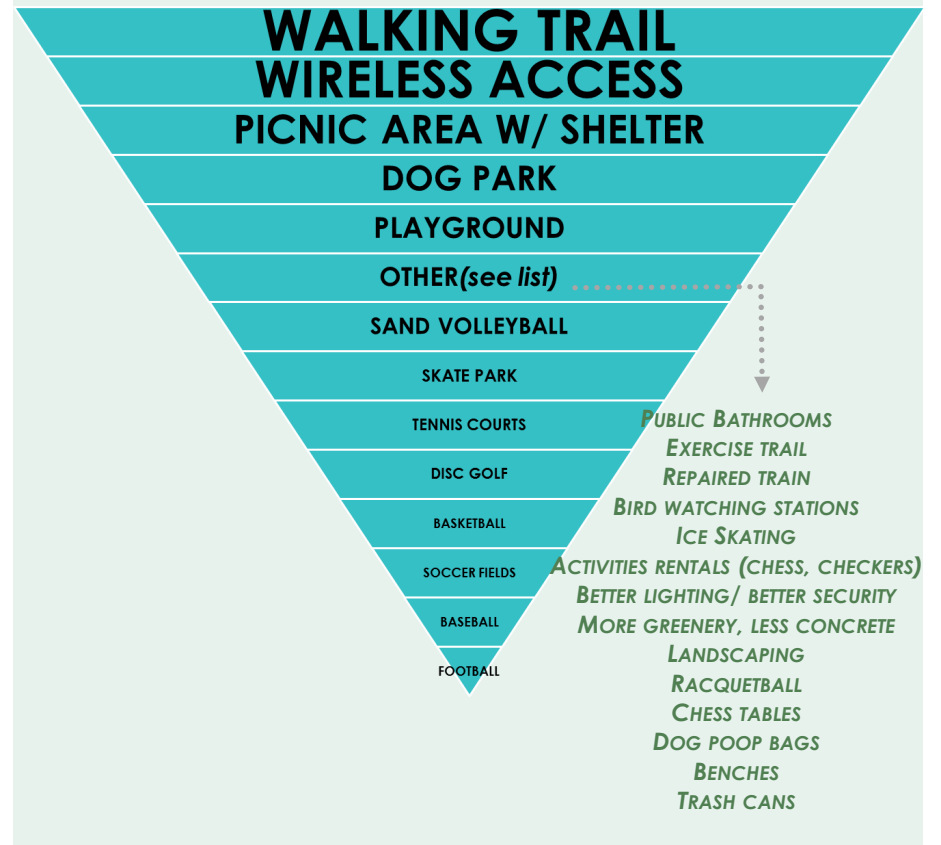 WALKING TRAIL
WIRELESS ACCESS
PICNIC AREA W/ SHELTER
DOG PARK
PLAYGROUND
OTHER(see list)
SAND VOLLEYBALL
SKATE PARK
TENNIS COURTS
DISC GOLF
BASKETBALL
SOCCER FIELDS
BASEBALL
FOOTBALL
PUBLIC BATHROOMS
EXERCISE TRAIL
REPAIRED TRAIN
BIRD WATCHING STATIONS
ICE SKATING
ACTIVITIES RENTALS (CHESS, CHECKERS)
BETTER LIGHTING/ BETTER SECURITY
MORE GREENERY, LESS CONCRETE
LANDSCAPING
RACQUETBALL
CHESS TABLES
DOG POOP BAGS
BENCHES
TRASH CANS